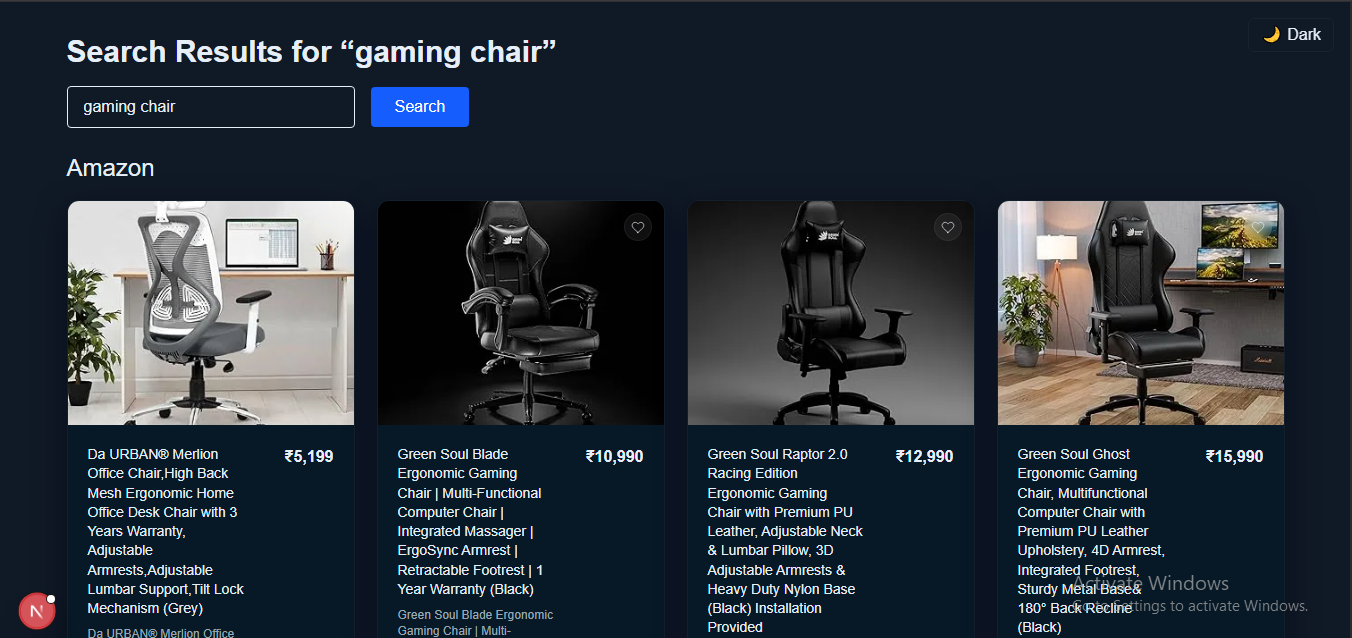 Search Results for “gaming chair”
🌙 Dark
gaming chair
Search
Amazon
Da URBAN® Merlion
Office Chair,High Back
Mesh Ergonomic Home
Office Desk Chair with 3
Years Warranty,
Adjustable
Armrests,Adjustable
Lumbar Support,Tilt Lock
Mechanism (Grey)
₹5,199
Da URBAN® Merlion Office
Green Soul Blade
Ergonomic Gaming
Chair | Multi-Functional
Computer Chair |
Integrated Massager |
ErgoSync Armrest |
Retractable Footrest | 1
Year Warranty (Black)
₹10,990
Green Soul Blade Ergonomic
Gaming Chair | Multi-
Green Soul Raptor 2.0
Racing Edition
Ergonomic Gaming
Chair with Premium PU
Leather, Adjustable Neck
& Lumbar Pillow, 3D
Adjustable Armrests &
Heavy Duty Nylon Base
(Black) Installation
Provided
₹12,990
Green Soul Ghost
Ergonomic Gaming
Chair, Multifunctional
Computer Chair with
Premium PU Leather
Upholstery, 4D Armrest,
Integrated Footrest,
Sturdy Metal Base&
180° Back Recline
(Black)
₹15,990
Activate Windows
Go to Settings to activate Windows.
N